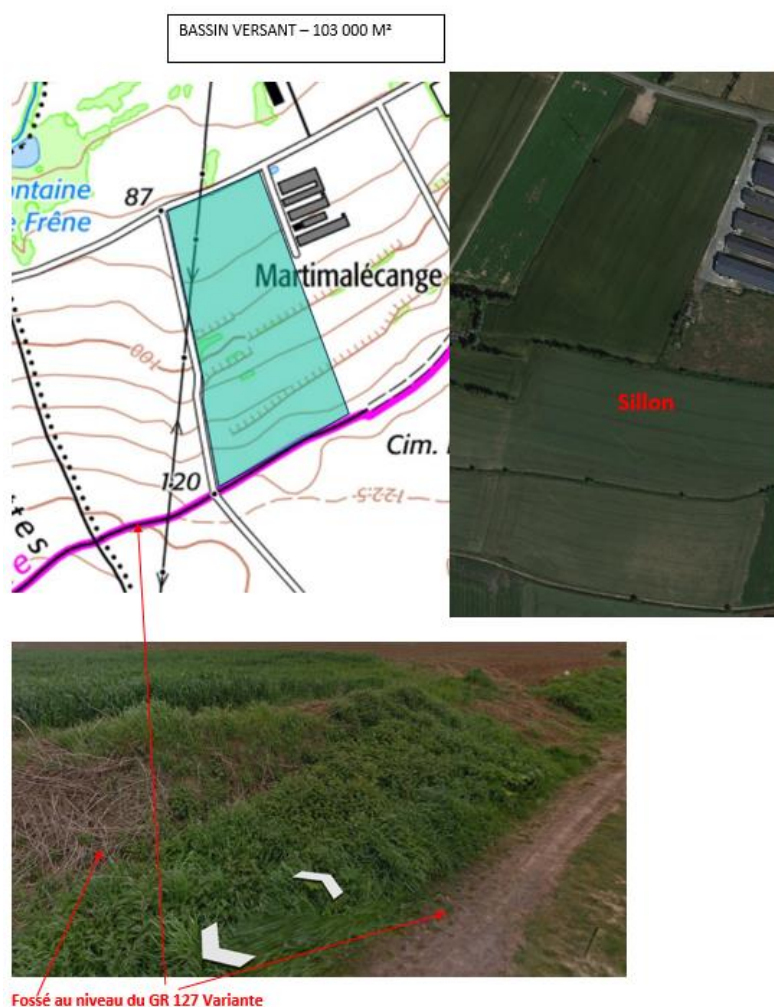 BASSIN VERSANT – 103 000 M²
ontaine
Frêne
87
Martimalécange
100
Sillon
Cim.
120
122.5
tes
e
Fossé au niveau du GR 127 Variante